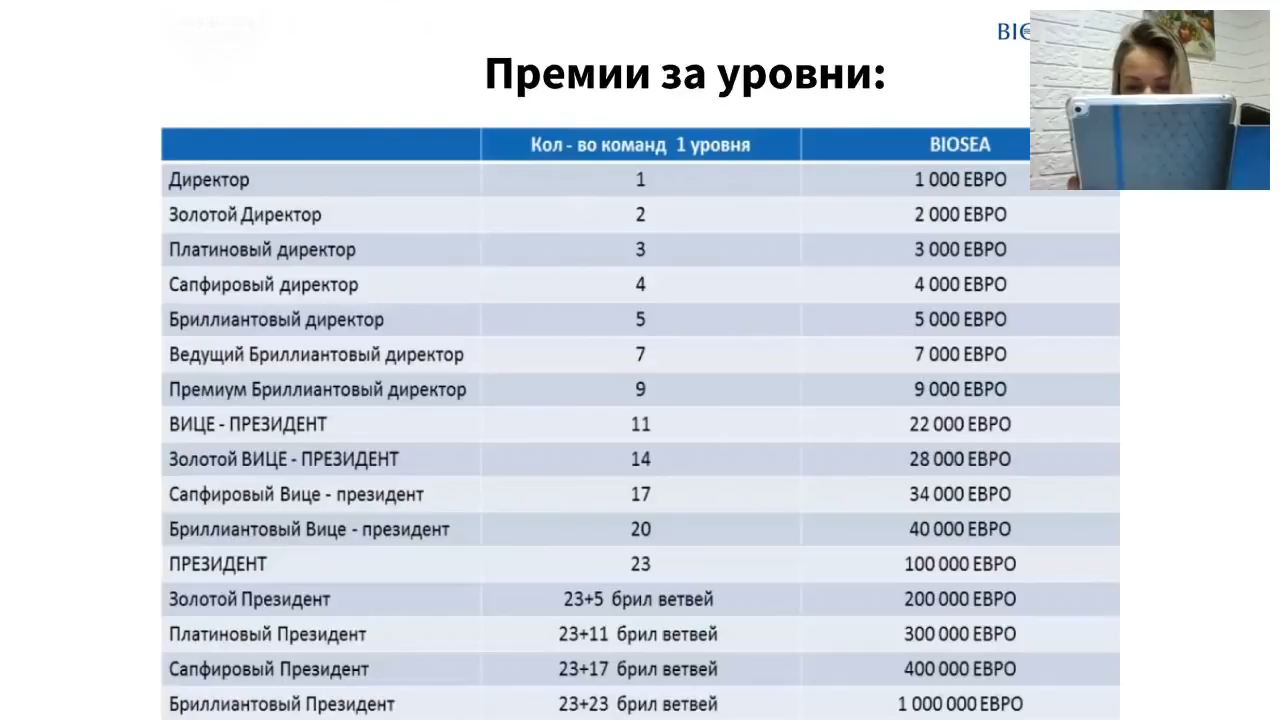 Премии за уровни:
Кол - во команд 1 уровня BIOSEA
Директор 1 1 000 ЕВРО
Золотой Директор 2 2 000 ЕВРО
Платиновый директор 3 3 000 ЕВРО
Сапфировый директор 4 4 000 ЕВРО
Бриллиантовый директор 5 5 000 ЕВРО
Ведущий Бриллиантовый директор 7 7 000 ЕВРО
Премиум Бриллиантовый директор 9 9 000 ЕВРО
ВИЦЕ - ПРЕЗИДЕНТ 11 22 000 ЕВРО
Золотой ВИЦЕ - ПРЕЗИДЕНТ 14 28 000 ЕВРО
Сапфировый Вице - президент 17 34 000 ЕВРО
Бриллиантовый Вице - президент 20 40 000 ЕВРО
ПРЕЗИДЕНТ 23 100 000 ЕВРО
Золотой Президент 23+5 брил ветвей 200 000 ЕВРО
Платиновый Президент 23+11 брил ветвей 300 000 ЕВРО
Сапфировый Президент 23+17 брил ветвей 400 000 ЕВРО
Бриллиантовый Президент 23+23 брил ветвей 1 000 000 ЕВРО